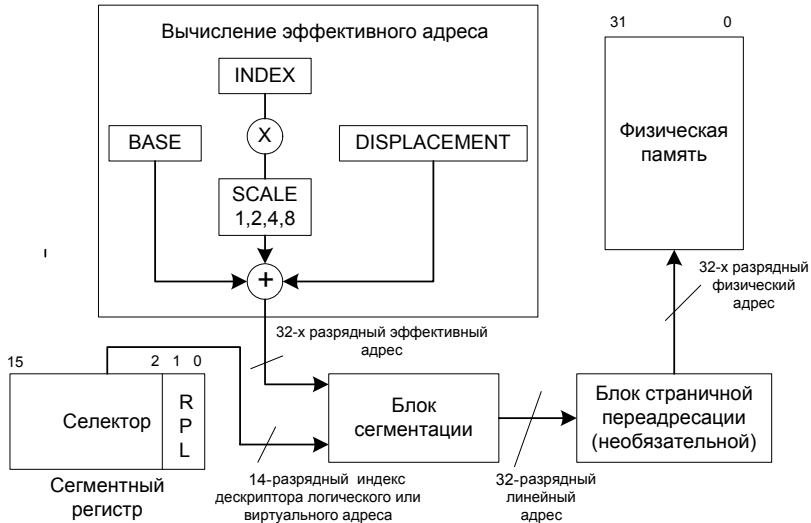 Вычисление эффективного адреса
INDEX
X
BASE
DISPLACEMENT
SCALE
1,2,4,8
+
31 0
Физическая
память
32-х разрядный
физический
адрес
32-х разрядный эффективный
адрес
15 2 1 0
Селектор
R
P
L
Сегментный
регистр
14-разрядный индекс
дескриптора логического или
виртуального адреса
Блок
сегментации
32-разрядный
линейный
адрес
Блок страничной
переадресации
(необязательной)